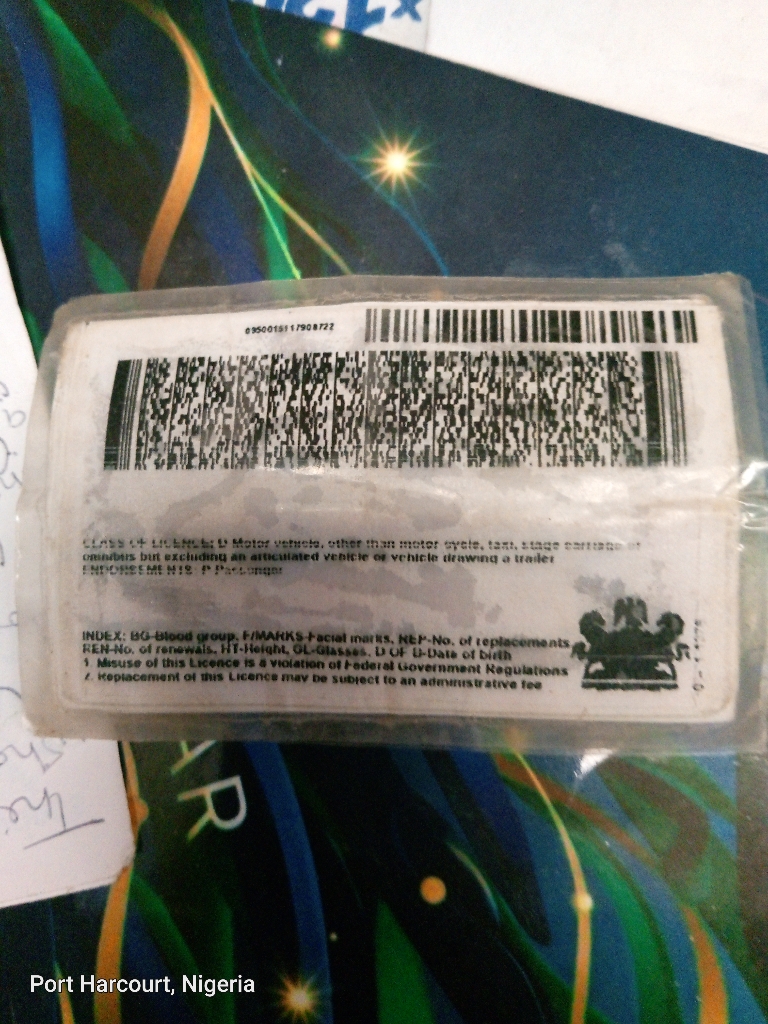 0950015117908722
CLASS OF LICENCE: D Motor vehicle, other than motor cycle, taxi, stage carriage or
omnibus but excluding an articulated vehicle or vehicle drawing a trailer
ENDORSEMENTS: P Passenger
INDEX: BG-Blood group, F/MARKS-Facial marks, REP-No. of replacements
REN-No. of renewals, HT-Height, GL-Glasses, D OF B-Date of birth
1. Misuse of this Licence is a violation of Federal Government Regulations
2. Replacement of this Licence may be subject to an administrative fee
The
AR
Port Harcourt, Nigeria